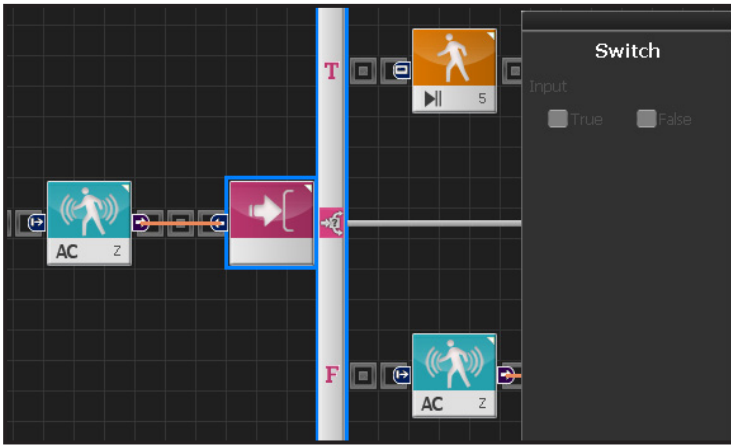 T
5
Switch
Input
True False
AC Z
?
F
AC Z